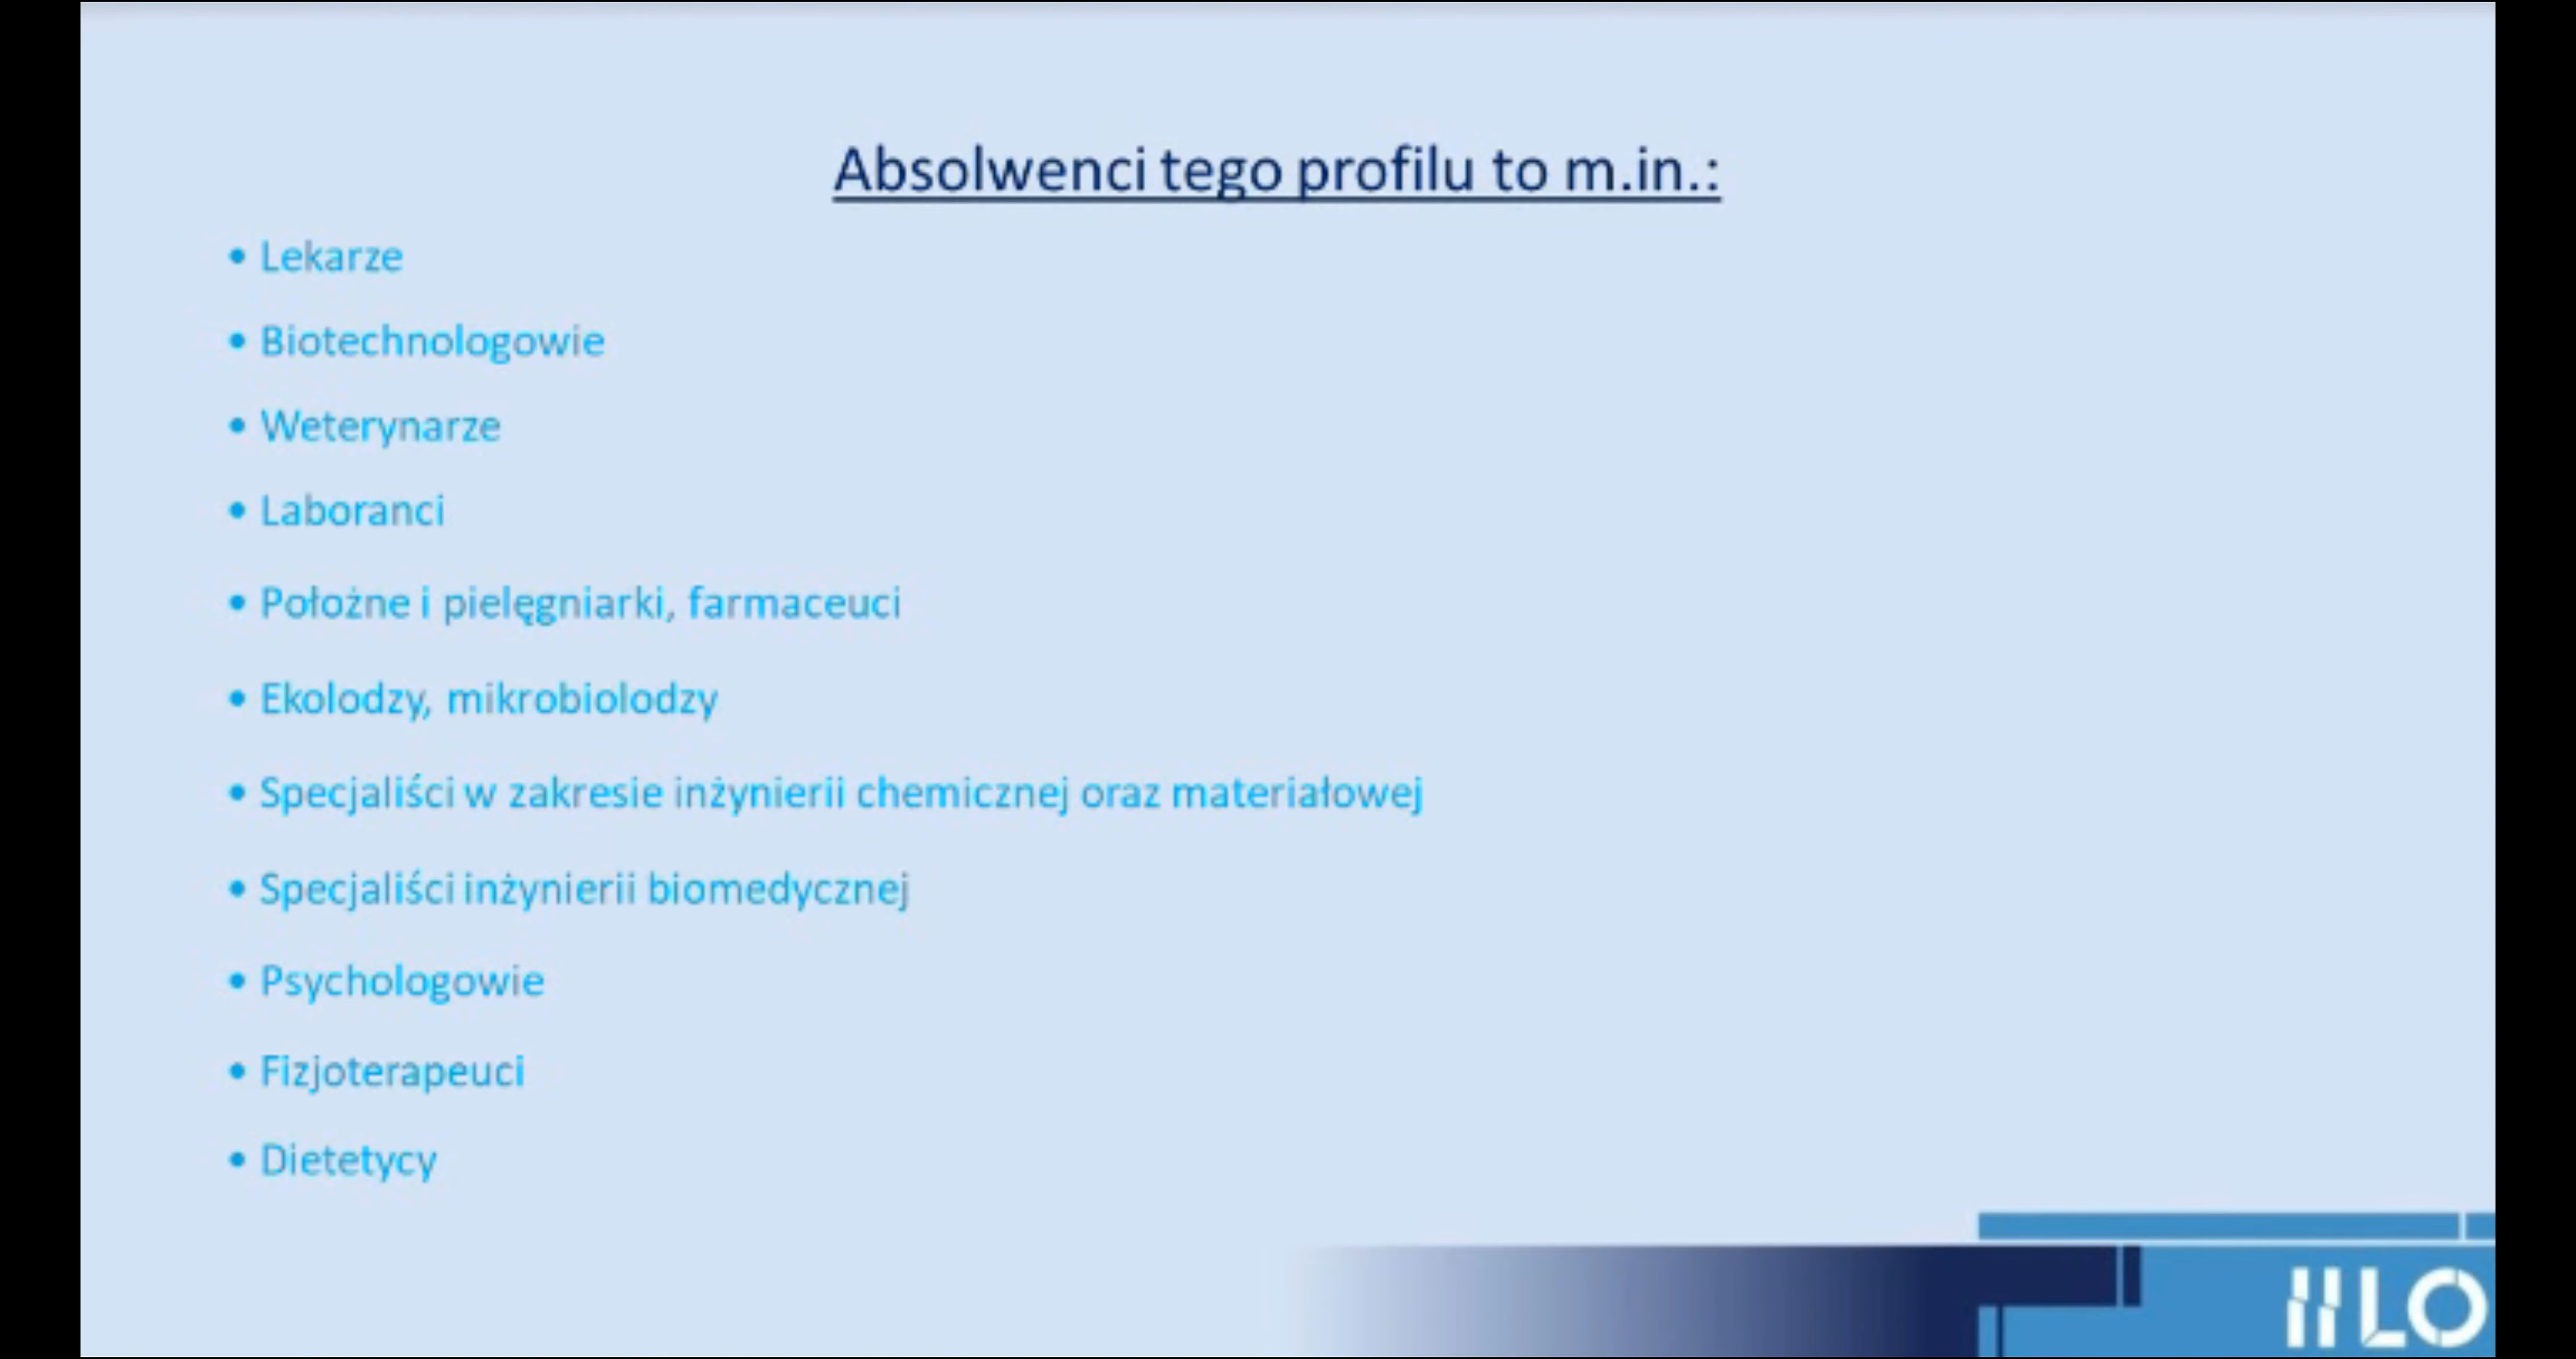 Absolwenci tego profilu to m.in.:
• Lekarze
• Biotechnologowie
• Weterynarze
• Laboranci
• Położne i pielęgniarki, farmaceuci
• Ekolodzy, mikrobiolodzy
• Specjaliści w zakresie inżynierii chemicznej oraz materiałowej
• Specjaliści inżynierii biomedycznej
• Psychologowie
• Fizjoterapeuci
• Dietetycy
II LO